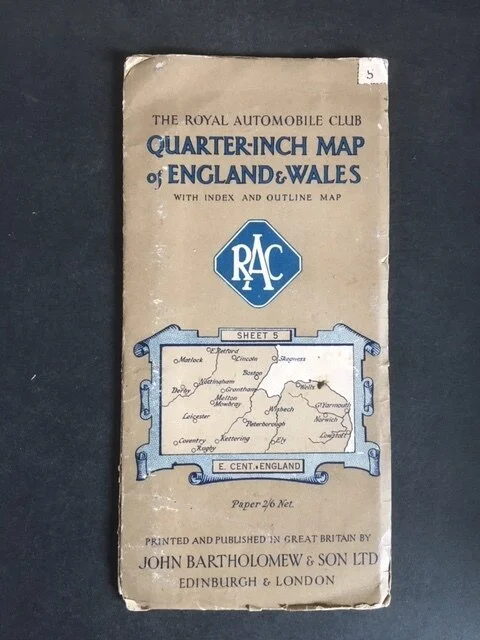 S
THE ROYAL AUTOMOBILE CLUB
QUARTER-INCH MAP
of ENGLAND & WALES
WITH INDEX AND OUTLINE MAP
RAC
SHEET 5
E. Retford
Matlock
Lincoln
Skegness
Boston
Derby
Nottingham
Grantham
Wells
Melton
Mowbray
Wisbech
Gt Yarmouth
Leicester
Peterborough
Norwich
Lowestoft
Coventry
Kettering
Ely
Rugby
E. CENT. ENGLAND
Paper 2/6 Net.
PRINTED AND PUBLISHED IN GREAT BRITAIN BY
JOHN BARTHOLOMEW & SON LTD
EDINBURGH & LONDON